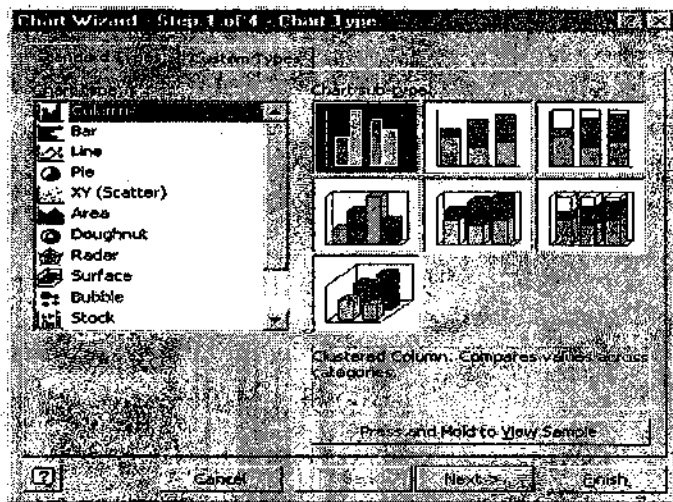 Chart Wizard - Step 1 of 4 - Chart Type
Standard Types
Custom Types
Chart type:
Chart sub-type:
Column
Bar
Line
Pie
XY (Scatter)
Area
Doughnut
Radar
Surface
Bubble
Stock
Clustered Column. Compares values across
categories.
Press and Hold to View Sample
Cancel
Next >
Finish